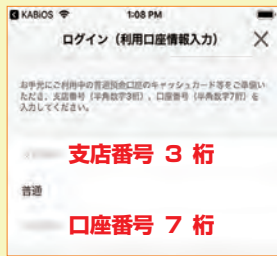 KABiOS 1:08 PM
ログイン（利用口座情報入力）
お手元にご利用中の普通預金口座のキャッシュカード等をご準備い
ただき、支店番号（半角数字3桁）、口座番号（半角数字7桁）を
入力してください。
支店番号 3 桁
普通
口座番号 7 桁